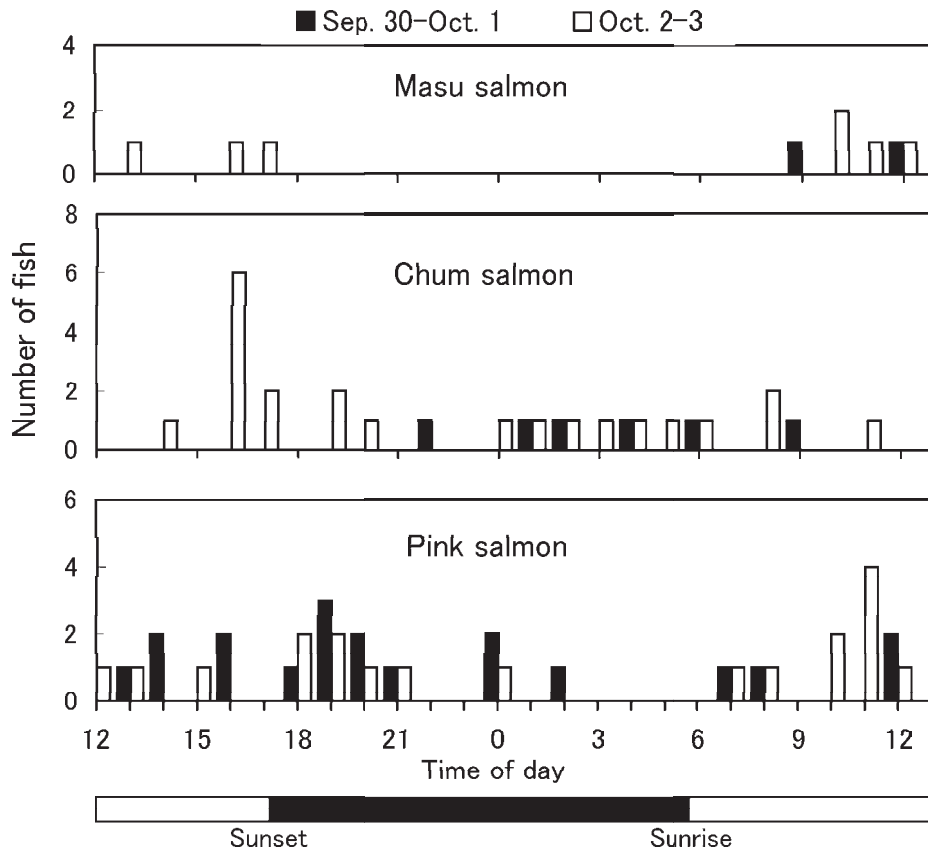 Sep. 30-Oct. 1 Oct. 2-3
4
Masu salmon
2
0
8
Chum salmon
6
4
2
0
Number of fish
6
Pink salmon
4
2
0
12 15 18 21 0 3 6 9 12
Time of day
Sunset Sunrise